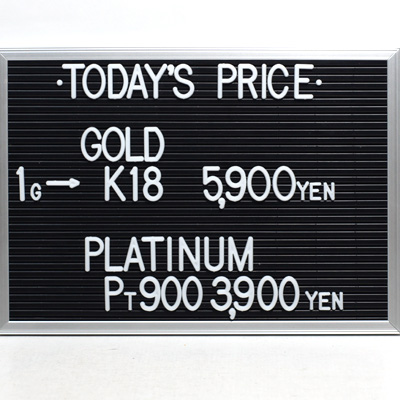 ·TODAY'S PRICE·
GOLD
1G→ K18 5,900YEN
PLATINUM
PT900 3,900YEN